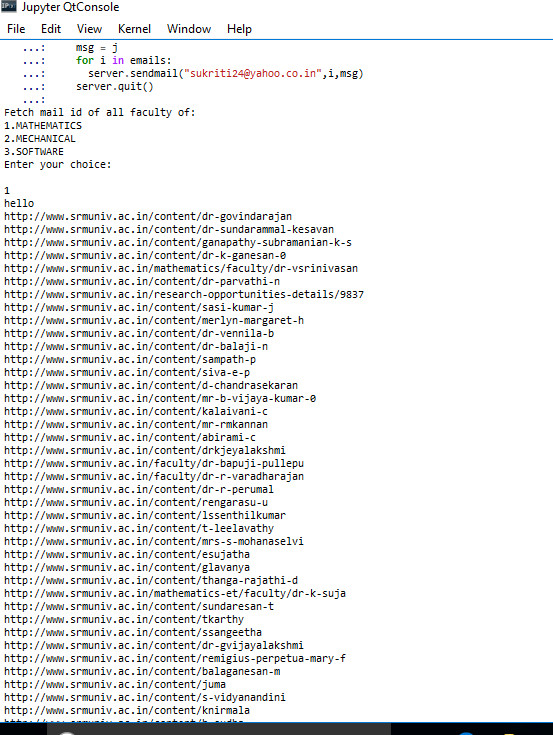 IP[y] Jupyter QtConsole
File Edit View Kernel Window Help
...: msg = j
...: for i in emails:
...: server.sendmail("sukriti24@yahoo.co.in",i,msg)
...: server.quit()
...:
Fetch mail id of all faculty of:
1.MATHEMATICS
2.MECHANICAL
3.SOFTWARE
Enter your choice:
1
hello
http://www.srmuniv.ac.in/content/dr-govindarajan
http://www.srmuniv.ac.in/content/dr-sundarammal-kesavan
http://www.srmuniv.ac.in/content/ganapathy-subramanian-k-s
http://www.srmuniv.ac.in/content/dr-k-ganesan-0
http://www.srmuniv.ac.in/mathematics/faculty/dr-vsrinivasan
http://www.srmuniv.ac.in/content/dr-parvathi-n
http://www.srmuniv.ac.in/research-opportunities-details/9837
http://www.srmuniv.ac.in/content/sasi-kumar-j
http://www.srmuniv.ac.in/content/merlyn-margaret-h
http://www.srmuniv.ac.in/content/dr-vennila-b
http://www.srmuniv.ac.in/content/dr-balaji-n
http://www.srmuniv.ac.in/content/sampath-p
http://www.srmuniv.ac.in/content/siva-e-p
http://www.srmuniv.ac.in/content/d-chandrasekaran
http://www.srmuniv.ac.in/content/mr-b-vijaya-kumar-0
http://www.srmuniv.ac.in/content/kalaivani-c
http://www.srmuniv.ac.in/content/mr-rmkannan
http://www.srmuniv.ac.in/content/abirami-c
http://www.srmuniv.ac.in/content/drkjeyalakshmi
http://www.srmuniv.ac.in/faculty/dr-bapuji-pullepu
http://www.srmuniv.ac.in/faculty/dr-r-varadharajan
http://www.srmuniv.ac.in/content/dr-r-perumal
http://www.srmuniv.ac.in/content/rengarasu-u
http://www.srmuniv.ac.in/content/lssenthilkumar
http://www.srmuniv.ac.in/content/t-leelavathy
http://www.srmuniv.ac.in/content/mrs-s-mohanaselvi
http://www.srmuniv.ac.in/content/esujatha
http://www.srmuniv.ac.in/content/glavanya
http://www.srmuniv.ac.in/content/thanga-rajathi-d
http://www.srmuniv.ac.in/mathematics-et/faculty/dr-k-suja
http://www.srmuniv.ac.in/content/sundaresan-t
http://www.srmuniv.ac.in/content/tkarthy
http://www.srmuniv.ac.in/content/ssangeetha
http://www.srmuniv.ac.in/content/dr-gvijayalakshmi
http://www.srmuniv.ac.in/content/remigius-perpetua-mary-f
http://www.srmuniv.ac.in/content/balaganesan-m
http://www.srmuniv.ac.in/content/juma
http://www.srmuniv.ac.in/content/s-vidyanandini
http://www.srmuniv.ac.in/content/knirmala